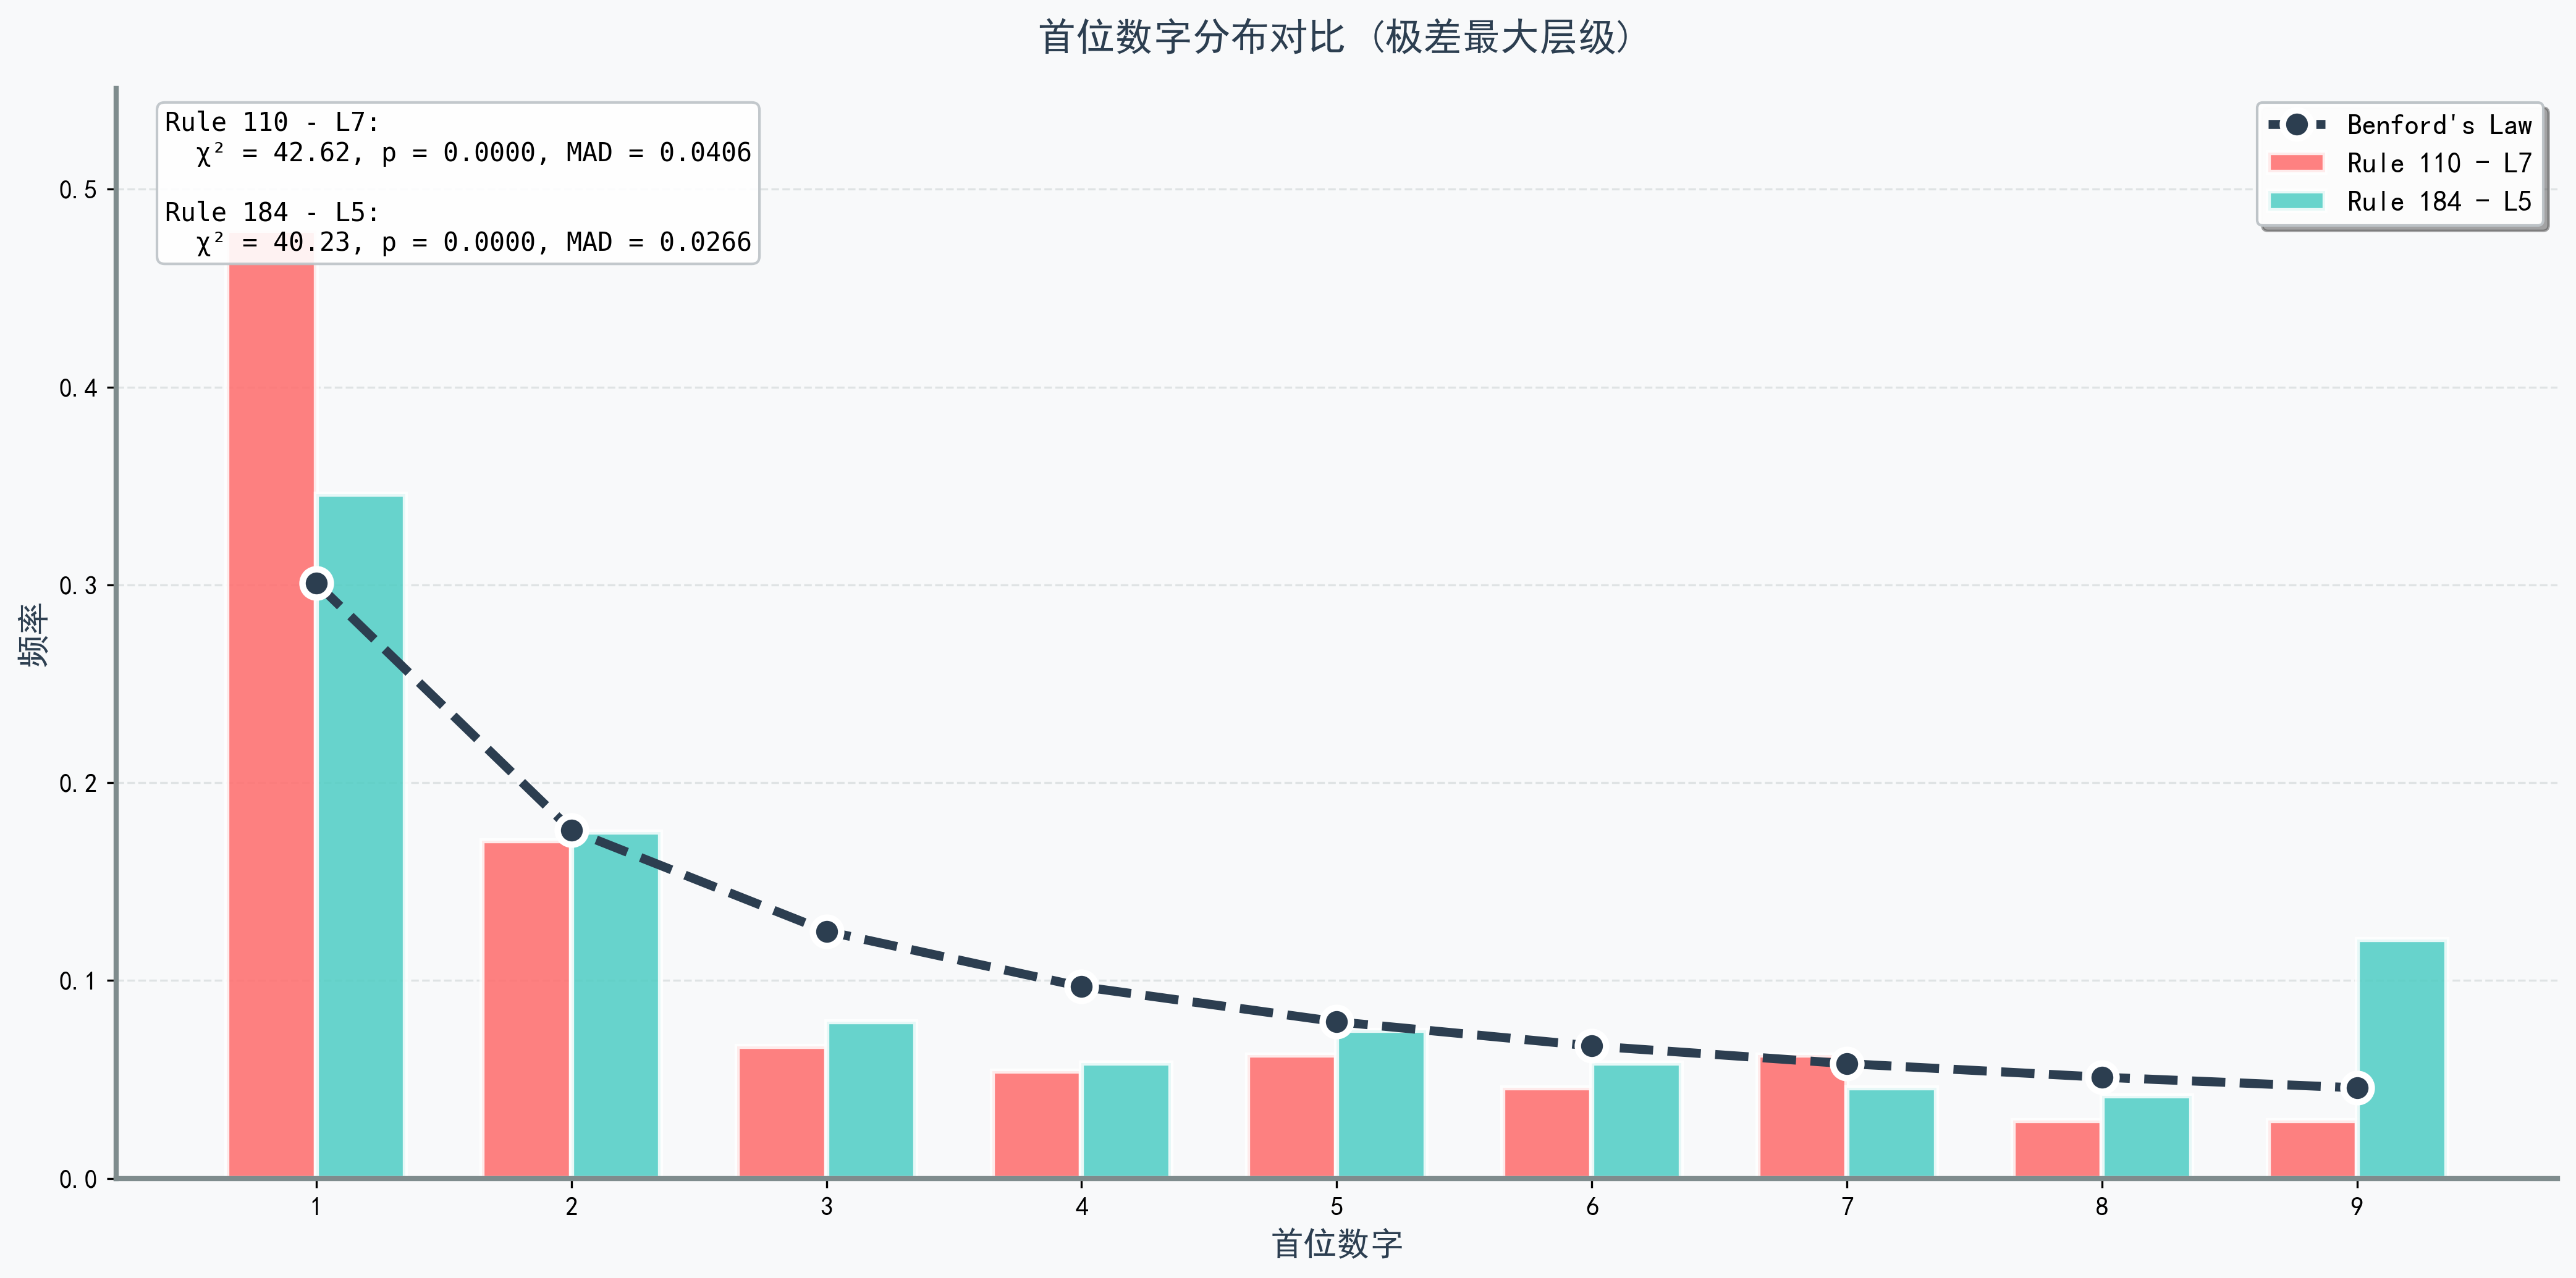 首位数字分布对比 (极差最大层级)
Rule 110 - L7:
χ² = 42.62, p = 0.0000, MAD = 0.0406
Rule 184 - L5:
χ² = 40.23, p = 0.0000, MAD = 0.0266
Benford's Law
Rule 110 - L7
Rule 184 - L5
频率
0.5
0.4
0.3
0.2
0.1
0.0
1 2 3 4 5 6 7 8 9
首位数字